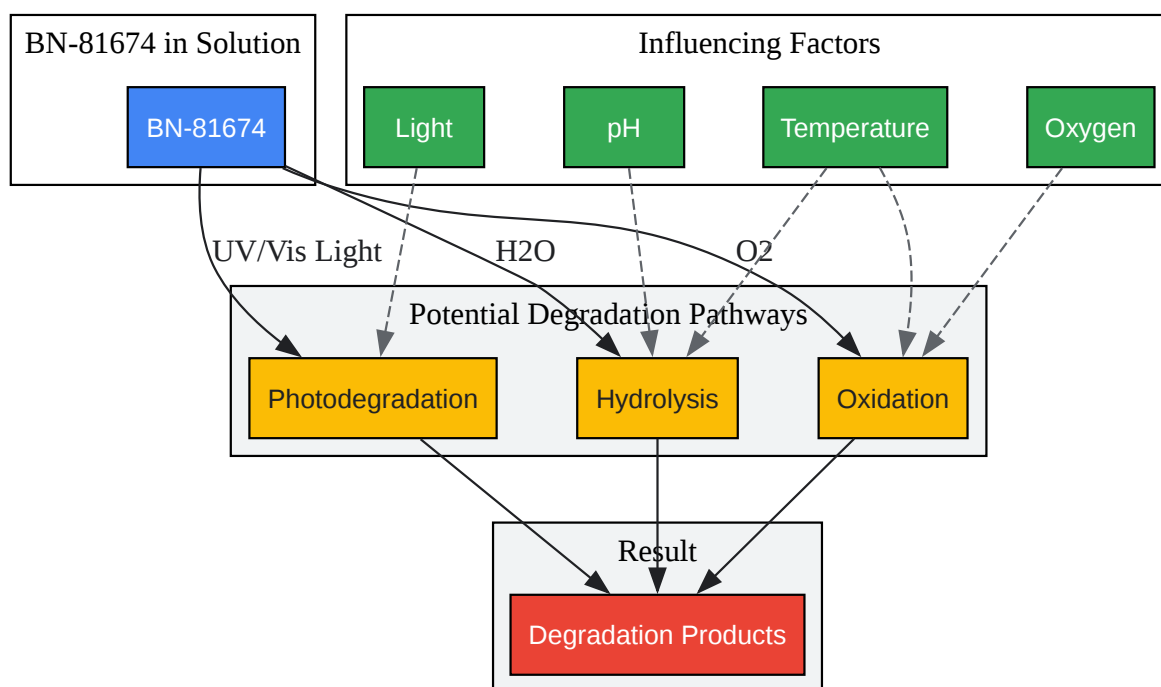 BN-81674 in Solution
Influencing Factors
BN-81674
Light
pH
Temperature
Oxygen
UV/Vis Light
H2O
O2
Potential Degradation Pathways
Photodegradation
Hydrolysis
Oxidation
Result
Degradation Products